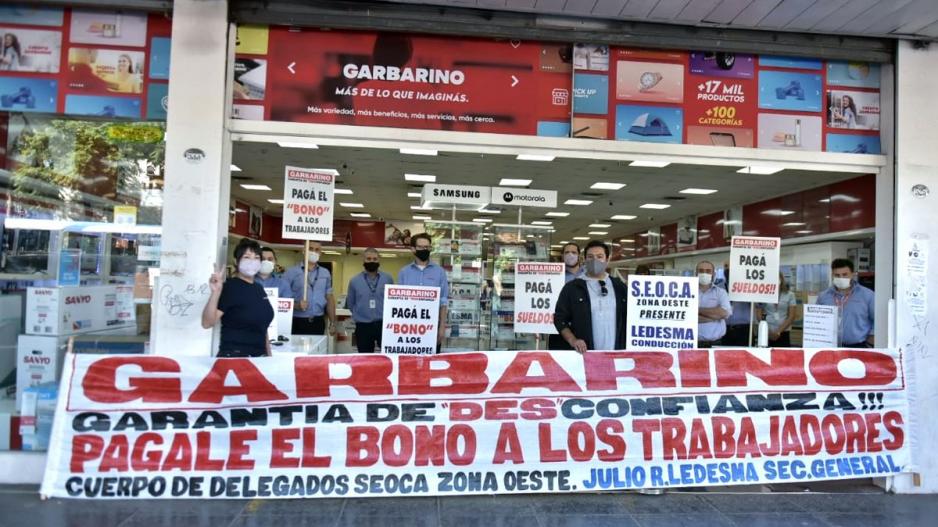 GARBARINO
MÁS DE LO QUE IMAGINÁS.
Más variedad, más beneficios, más servicios, más cerca.
PICK UP
+17 MIL
PRODUCTOS
+100
CATEGORÍAS
SAMSUNG
motorola
GARBARINO
PAGÁ EL
"BONO"
A LOS
TRABAJADORES
GARBARINO
PAGÁ EL
"BONO"
A LOS
TRABAJADORES
GARBARINO
PAGÁ
LOS
SUELDOS
S.E.O.C.A.
ZONA OESTE
PRESENTE
LEDESMA
CONDUCCIÓN
GARBARINO
PAGÁ
LOS
SUELDOS!!
SANYO
SANYO
SANYO
GARBARINO
GARANTIA DE "DES"CONFIANZA!!!
PAGALE EL BONO A LOS TRABAJADORES
CUERPO DE DELEGADOS SEOCA ZONA OESTE. JULIO R.LEDESMA SEC.GENERAL